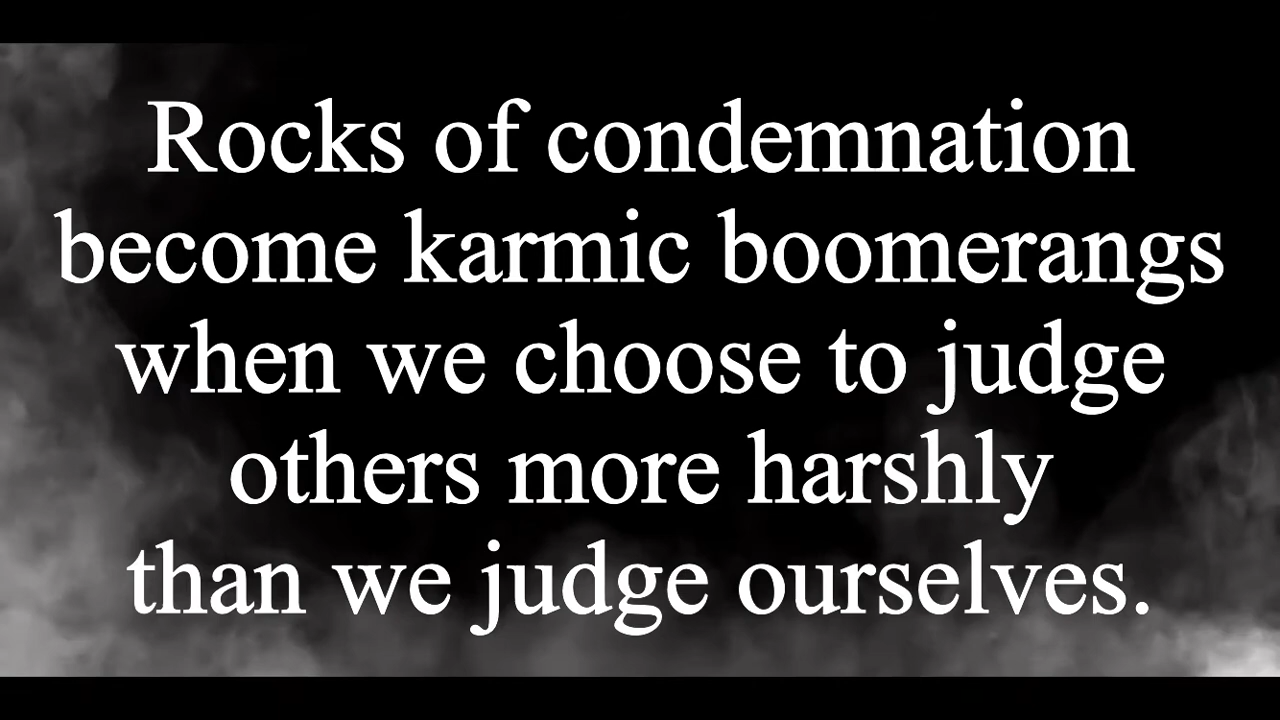 Rocks of condemnation
become karmic boomerangs
when we choose to judge
others more harshly
than we judge ourselves.